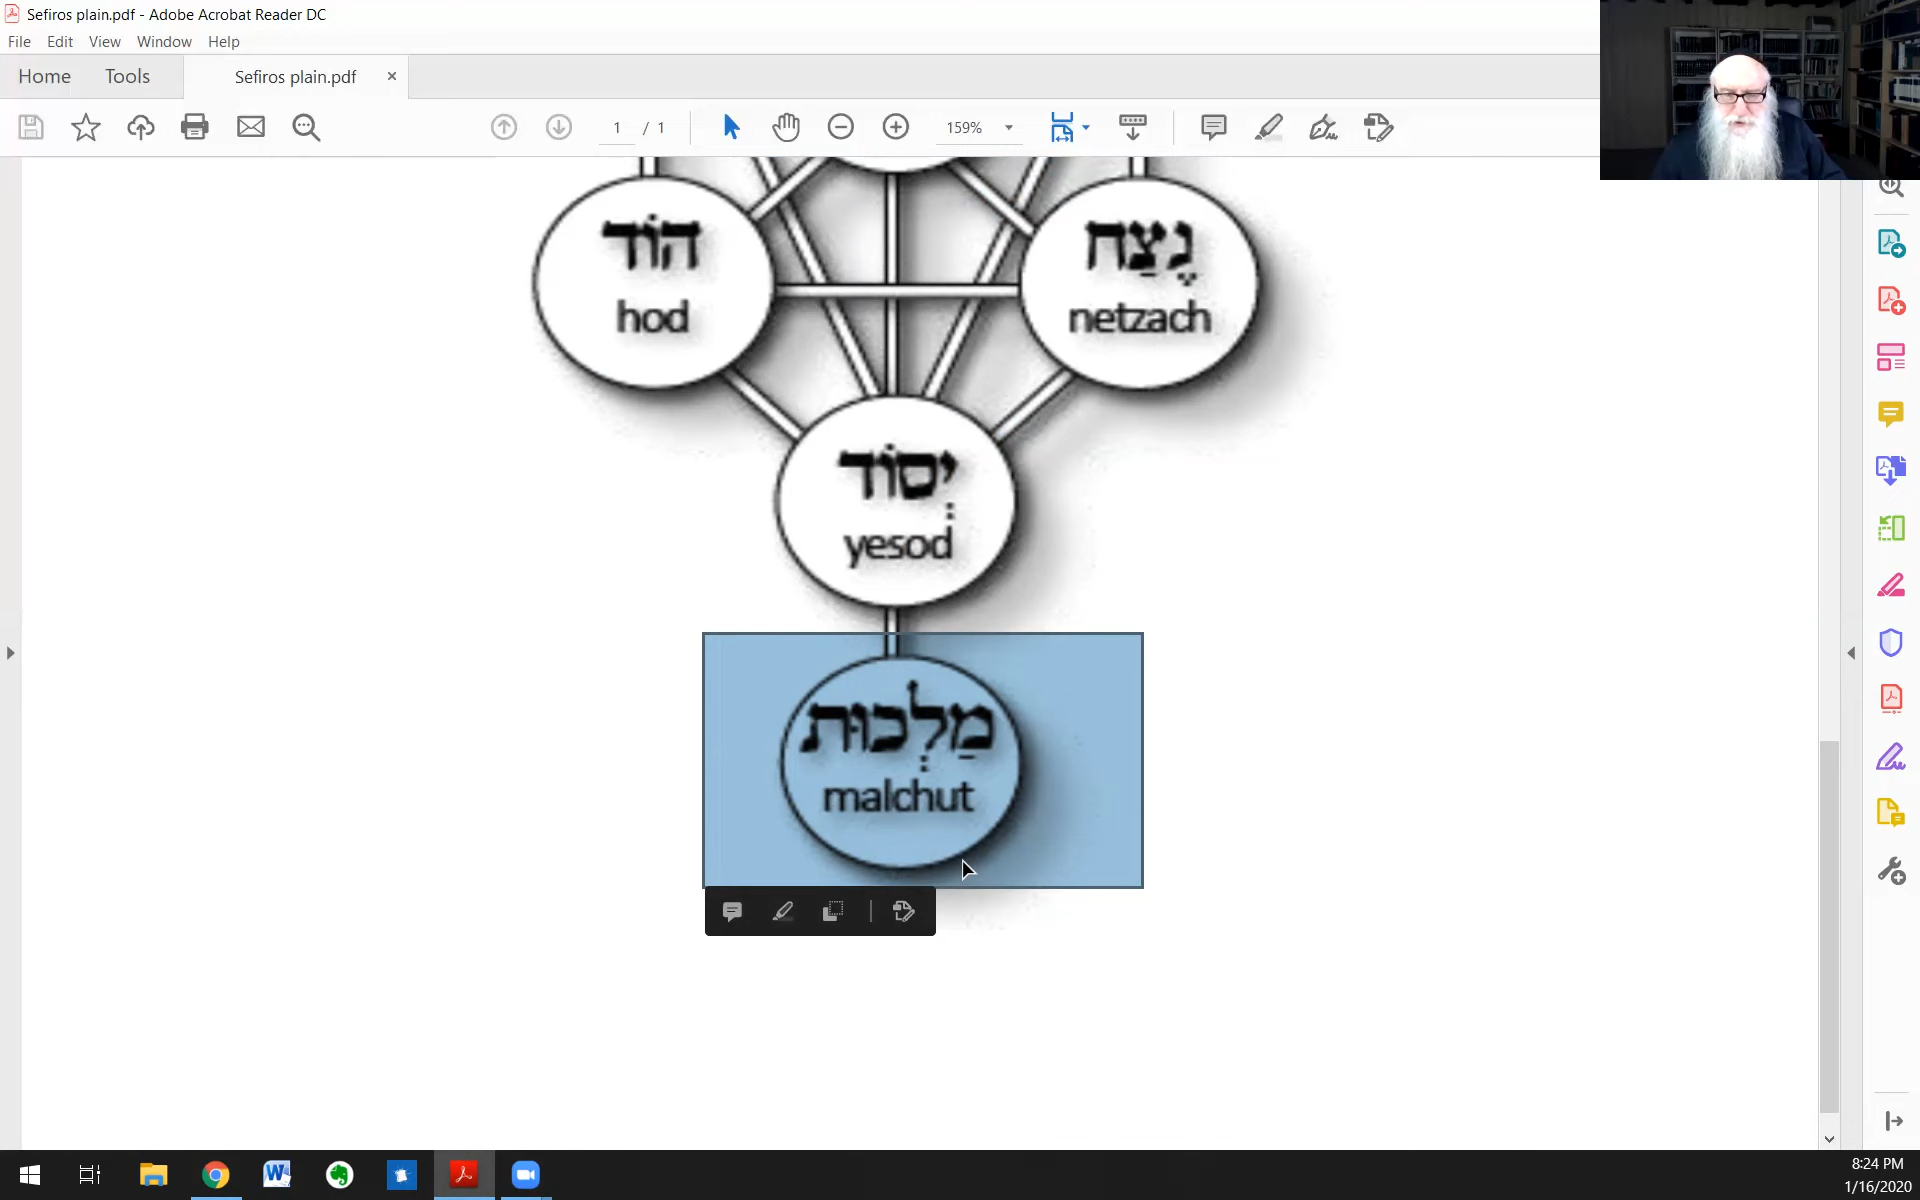 Sefiros plain.pdf - Adobe Acrobat Reader DC
File Edit View Window Help
Home Tools Sefiros plain.pdf ×
1 / 1 159%
הוֹד
hod
נֶצַח
netzach
יְסוֹד
yesod
מַלְכוּת
malchut
8:24 PM
1/16/2020